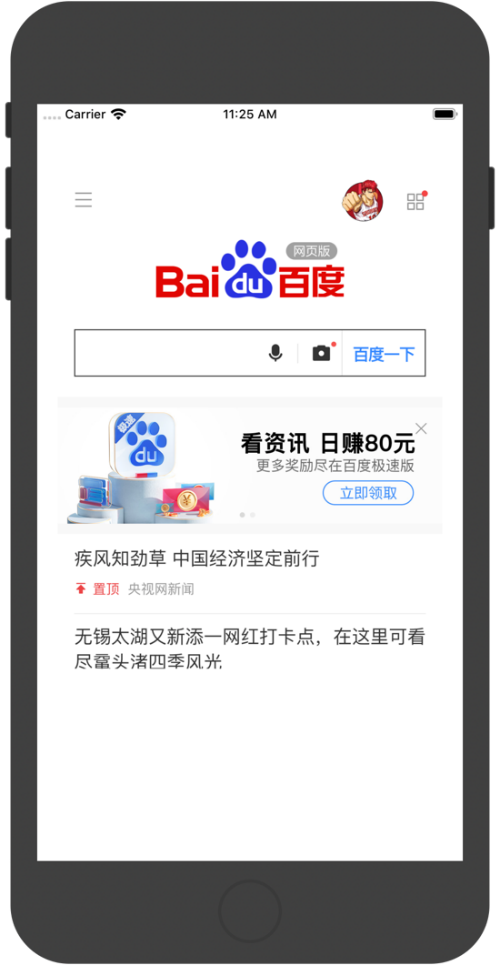 Carrier
11:25 AM
网页版
Bai du 百度
百度一下
极速
du
看资讯 日赚80元
更多奖励尽在百度极速版
立即领取
疾风知劲草 中国经济坚定前行
置顶 央视网新闻
无锡太湖又新添一网红打卡点，在这里可看
尽鼋头渚四季风光